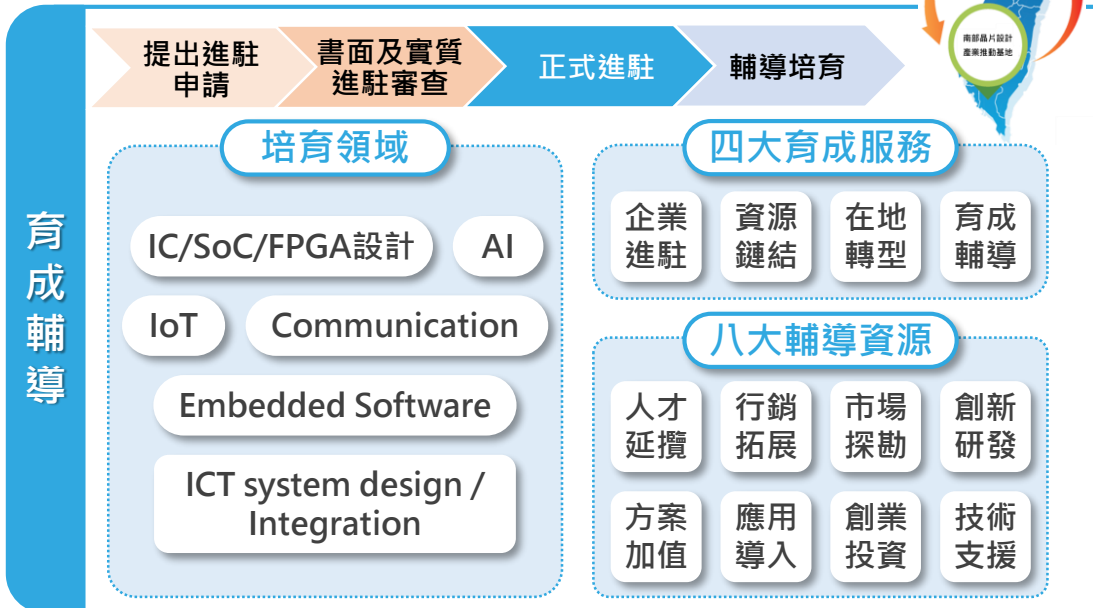 提出進駐
申請
書面及實質
進駐審查
正式進駐
輔導培育
南部晶片設計
產業推動基地
育成輔導
培育領域
IC/SoC/FPGA設計
AI
IoT
Communication
Embedded Software
ICT system design /
Integration
四大育成服務
企業
進駐
資源
鏈結
在地
轉型
育成
輔導
八大輔導資源
人才
延攬
行銷
拓展
市場
探勘
創新
研發
方案
加值
應用
導入
創業
投資
技術
支援